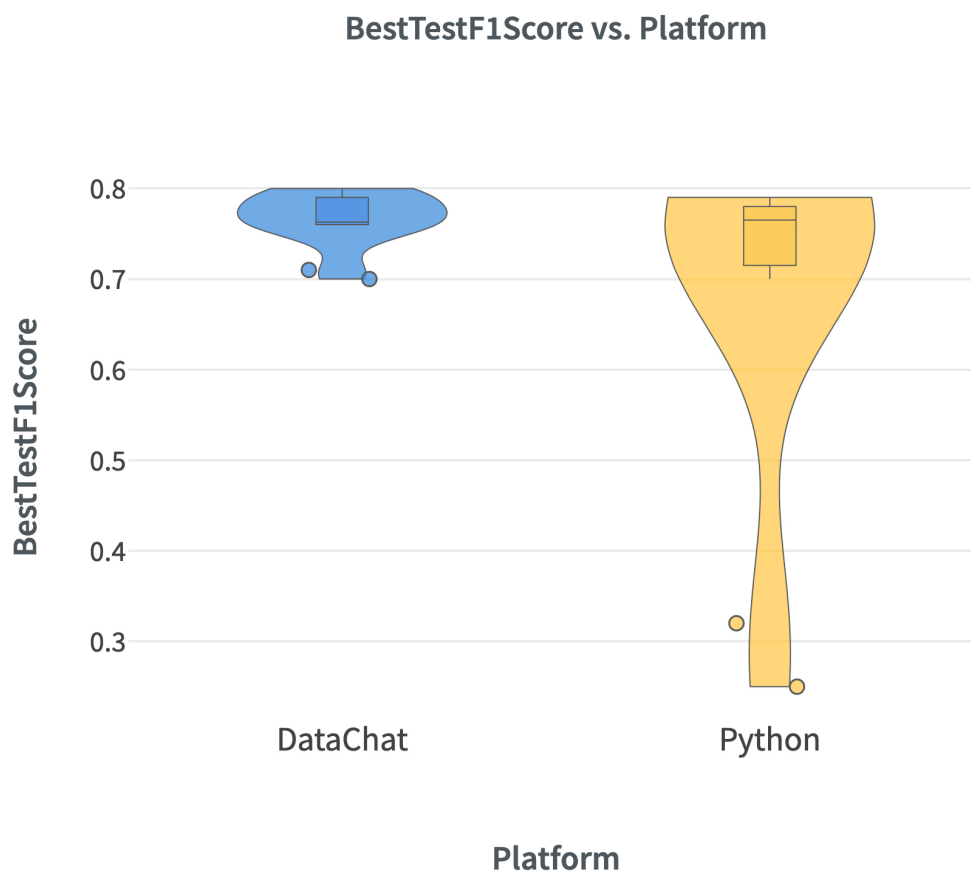 BestTestF1Score vs. Platform
BestTestF1Score
0.8
0.7
0.6
0.5
0.4
0.3
DataChat
Python
Platform